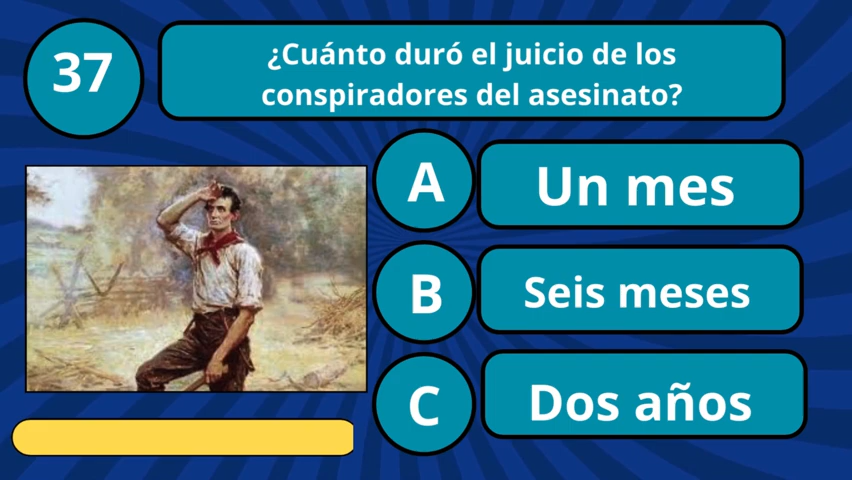 37
¿Cuánto duró el juicio de los
conspiradores del asesinato?
A
Un mes
B
Seis meses
C
Dos años